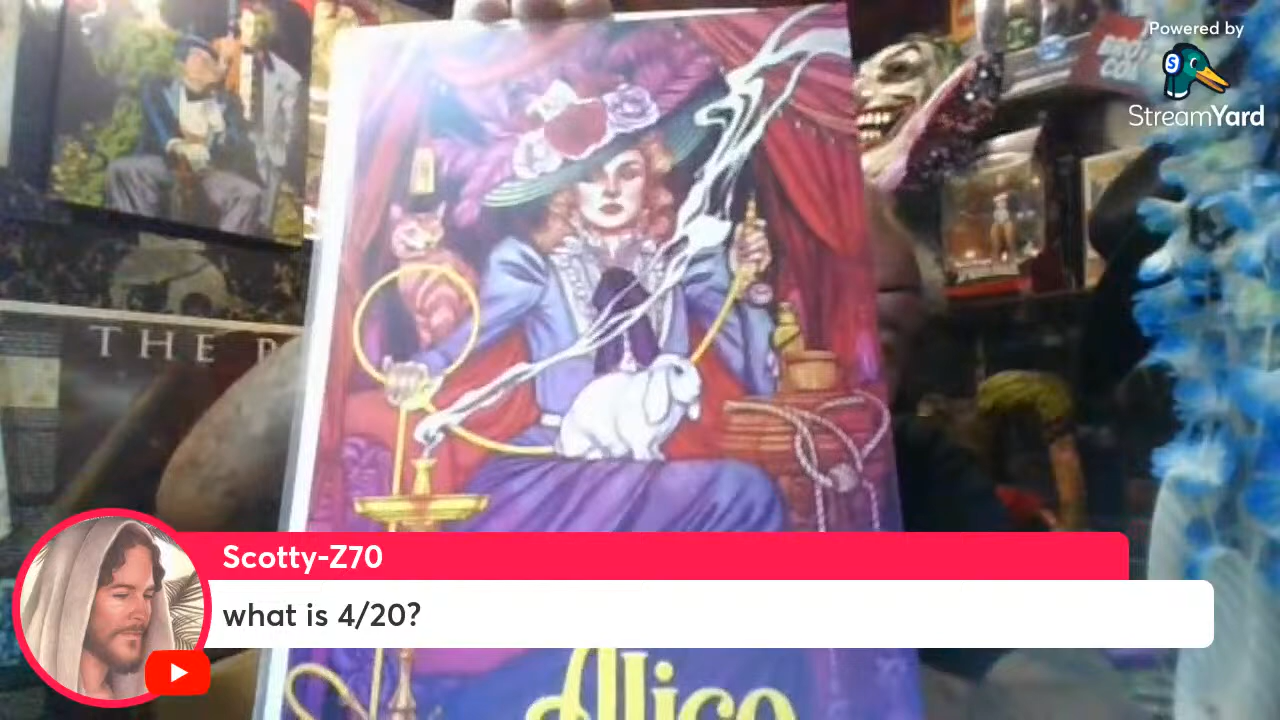 Powered by
StreamYard
THE
Scotty-Z70
what is 4/20?
Alice